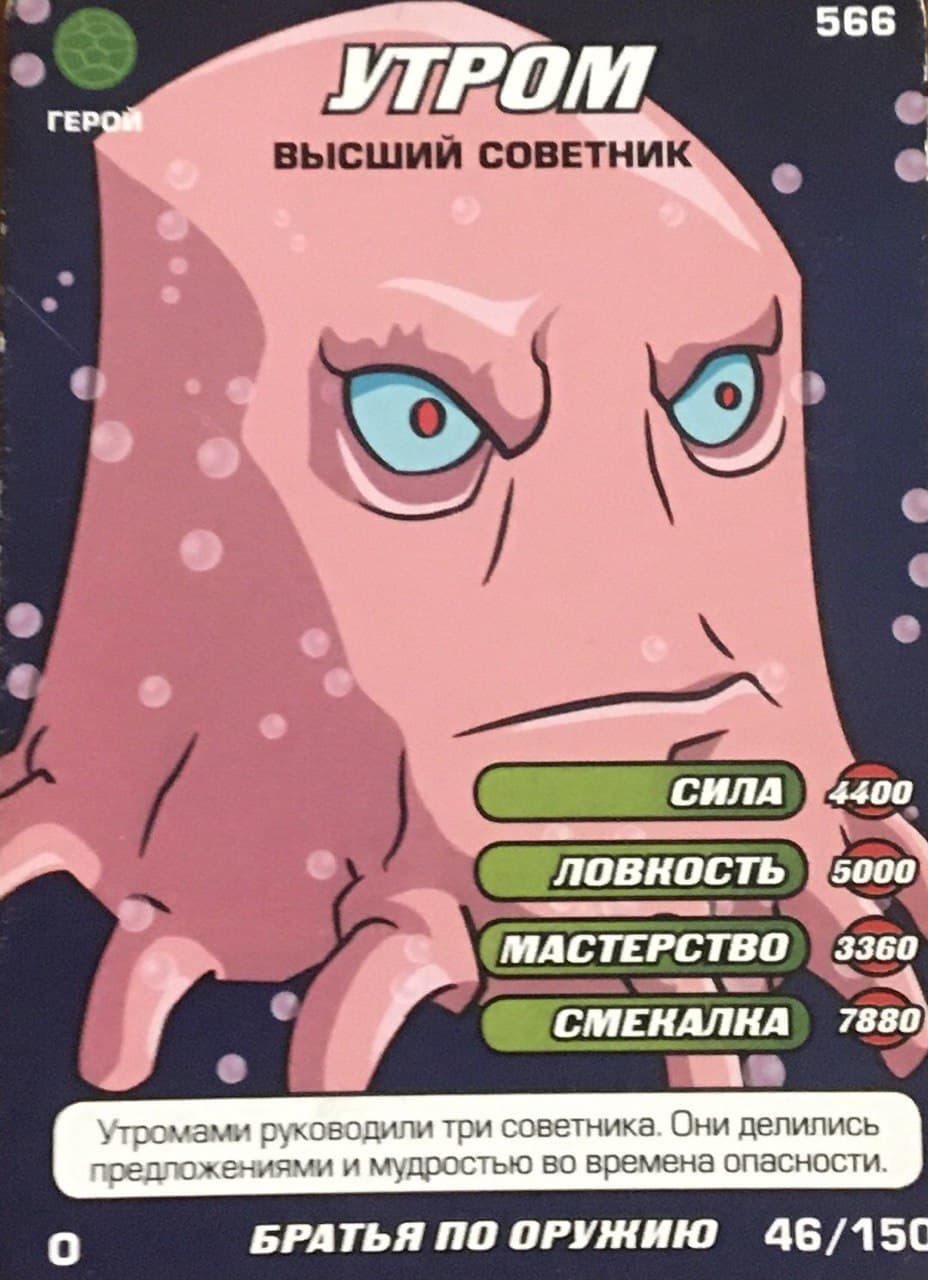 566
УТРОМ
ГЕРОЙ
ВЫСШИЙ СОВЕТНИК
СИЛА 4400
ЛОВКОСТЬ 5000
МАСТЕРСТВО 3360
СМЕКАЛКА 7880
Утромами руководили три советника. Они делились
предложениями и мудростью во времена опасности.
О БРАТЬЯ ПО ОРУЖИЮ 46/150